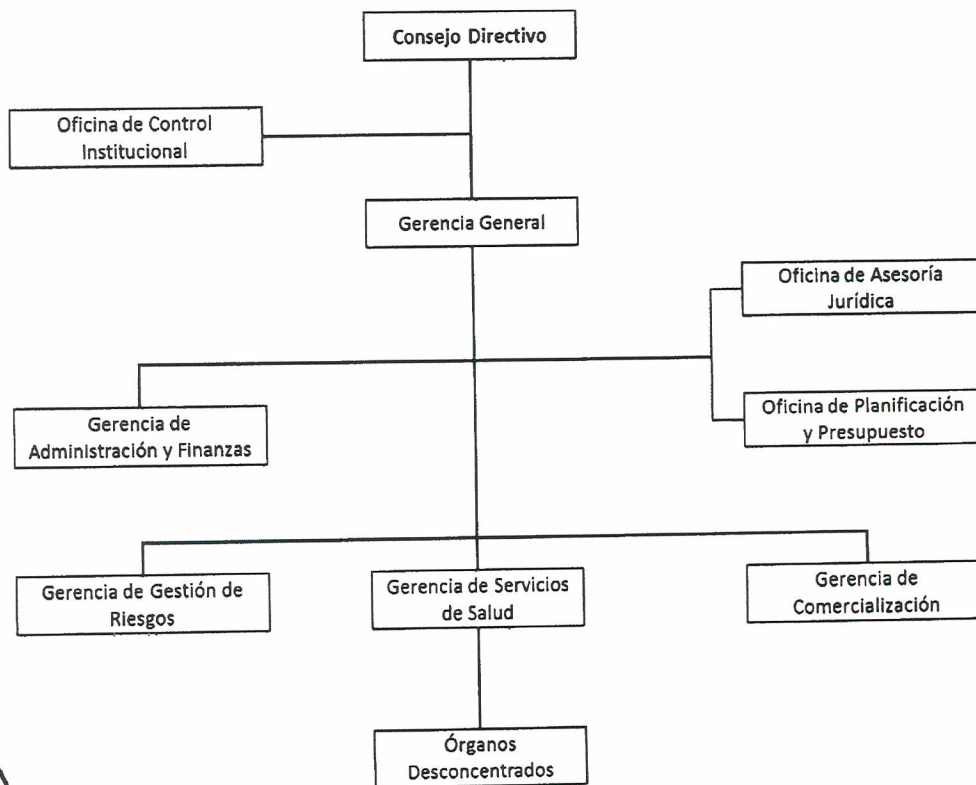 Consejo Directivo
Oficina de Control
Institucional
Gerencia General
Oficina de Asesoría
Jurídica
Gerencia de
Administración y Finanzas
Oficina de Planificación
y Presupuesto
Gerencia de Gestión de
Riesgos
Gerencia de Servicios
de Salud
Gerencia de
Comercialización
Órganos
Desconcentrados